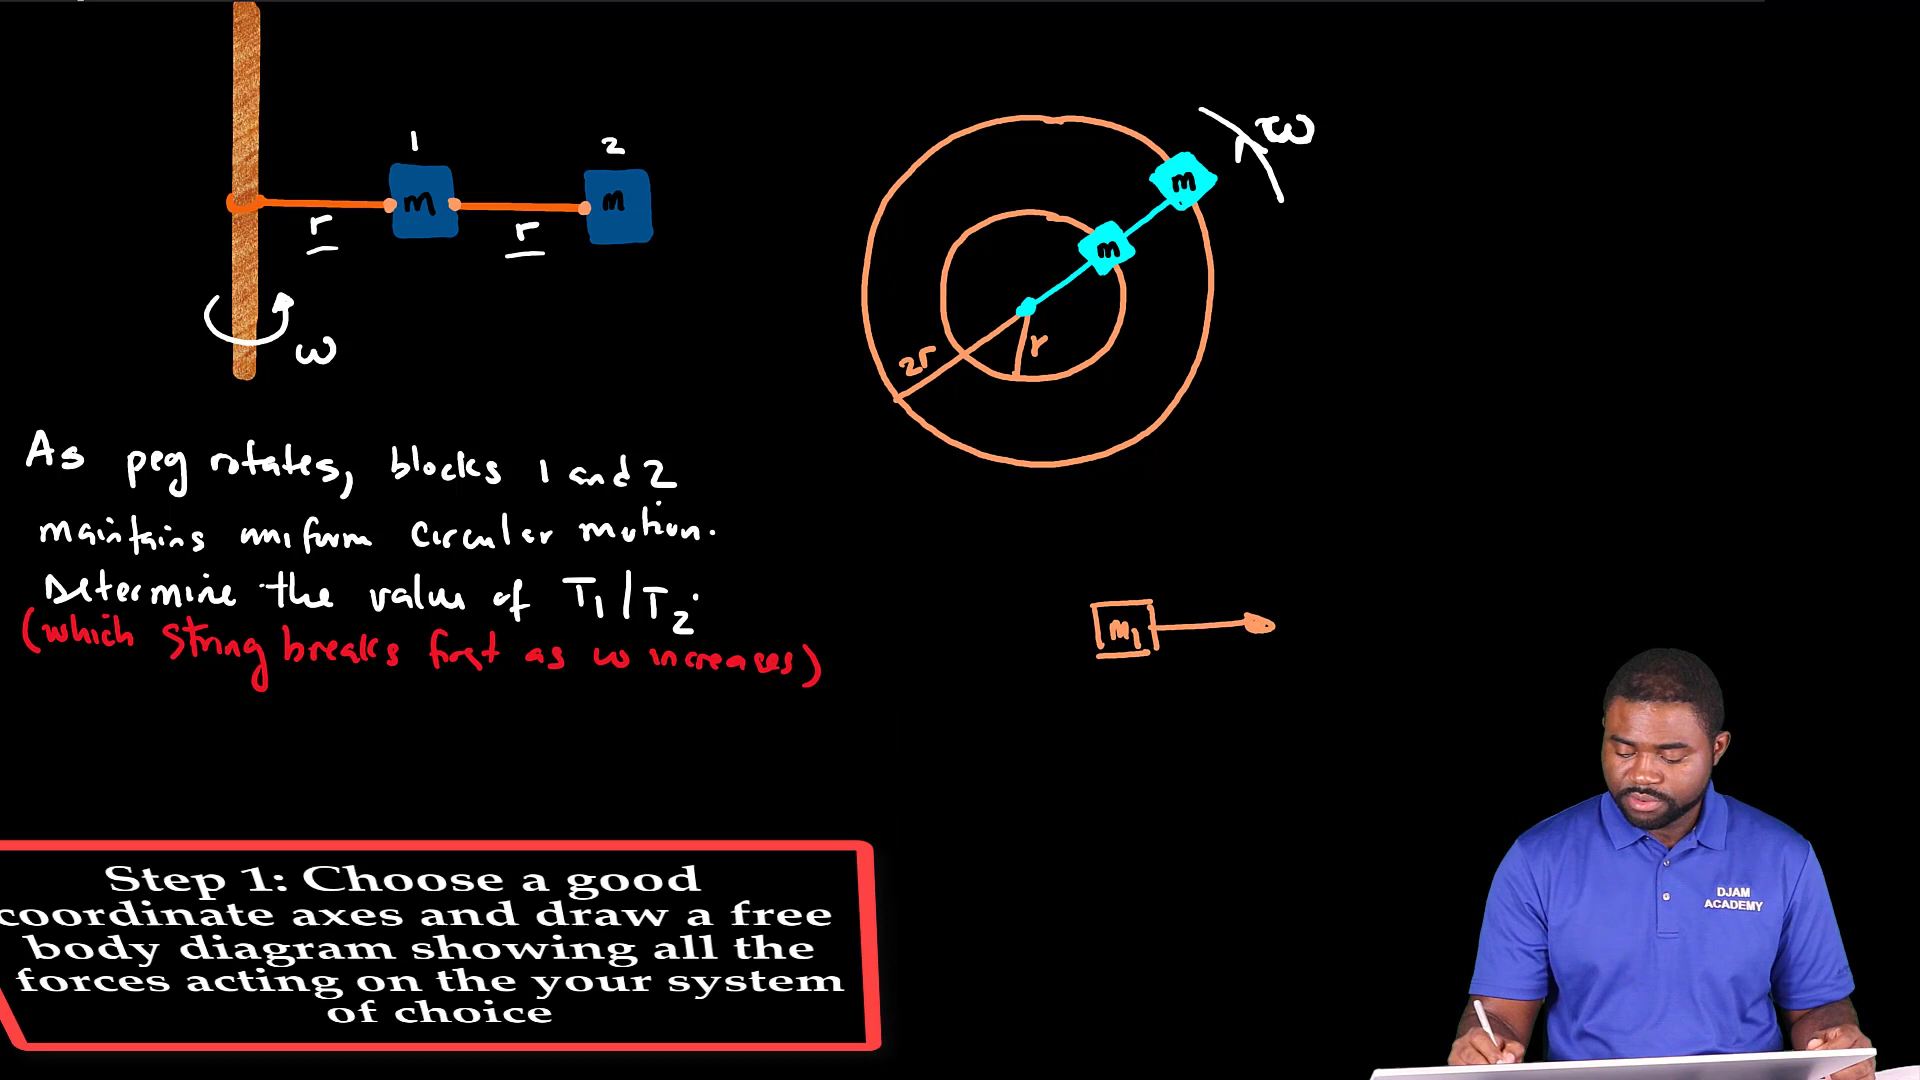 1
2
m
m
r
r
ω
m
m
ω
2r
r
As peg rotates, blocks 1 and 2
maintains uniform circular motion.
Determine the value of T1/T2.
(which string breaks first as ω increases)
m1
Step 1: Choose a good
coordinate axes and draw a free
body diagram showing all the
forces acting on the your system
of choice
DJAM
ACADEMY